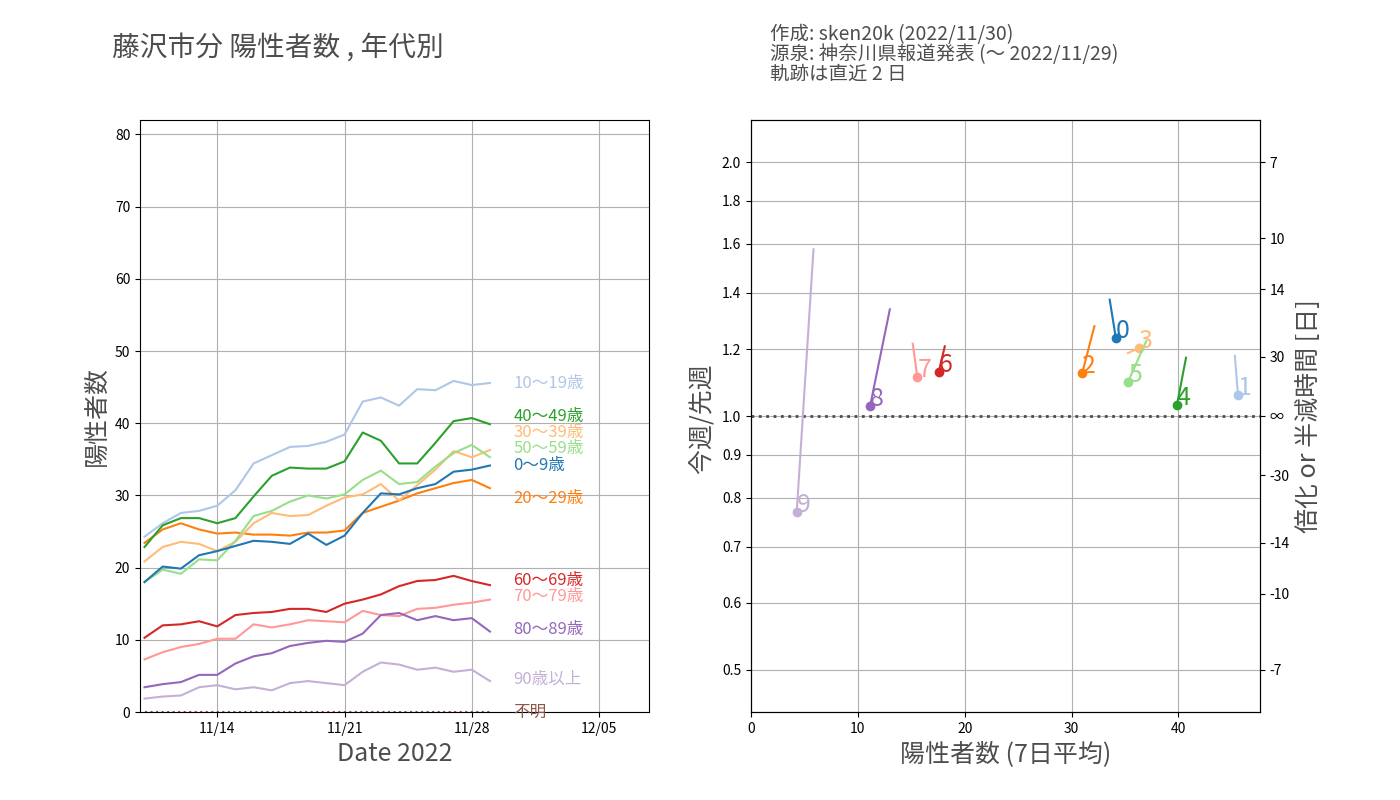 藤沢市分 陽性者数 , 年代別
作成: sken20k (2022/11/30)
源泉: 神奈川県報道発表 (〜 2022/11/29)
軌跡は直近 2 日
陽性者数
80
70
60
50
40
30
20
10
0
10〜19歳
40〜49歳
30〜39歳
50〜59歳
0〜9歳
20〜29歳
60〜69歳
70〜79歳
80〜89歳
90歳以上
不明
11/14
11/21
11/28
12/05
Date 2022
今週/先週
2.0
1.8
1.6
1.4
1.2
1.0
0.9
0.8
0.7
0.6
0.5
0
3
7
6
2
5
1
4
8
9
7
10
14
30
∞
-30
-14
-10
-7
倍化 or 半減時間 [日]
0
10
20
30
40
陽性者数 (7日平均)